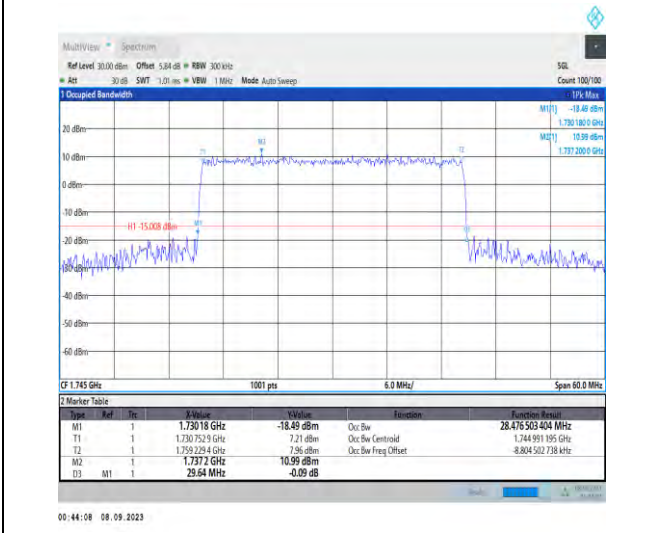 MultiView Spectrum
Ref Level 30.00 dBm Offset 5.84 dB RBW 300 kHz SGL
Att 30 dB SWT 1.01 ms VBW 1 MHz Mode Auto Sweep Count 100/100
1 Occupied Bandwidth 1Pk Max
M1[1] -18.49 dBm
1.730 180 0 GHz
M2[1] 10.99 dBm
1.737 200 0 GHz
20 dBm
M2
T1
T2
10 dBm
0 dBm
-10 dBm
H1 -15.008 dBm
M1
-20 dBm
-30 dBm
-40 dBm
-50 dBm
-60 dBm
CF 1.745 GHz 1001 pts 6.0 MHz/ Span 60.0 MHz
2 Marker Table
Type Ref Trc X-Value Y-Value Function Function Result
M1 1 1.73018 GHz -18.49 dBm Occ Bw 28.476 503 404 MHz
T1 1 1.730 752 9 GHz 7.21 dBm Occ Bw Centroid 1.744 991 195 GHz
T2 1 1.759 229 4 GHz 7.96 dBm Occ Bw Freq Offset -8.804 502 738 kHz
M2 1 1.7372 GHz 10.99 dBm
D3 M1 1 29.64 MHz -0.09 dB
00:44:08 08.09.2023